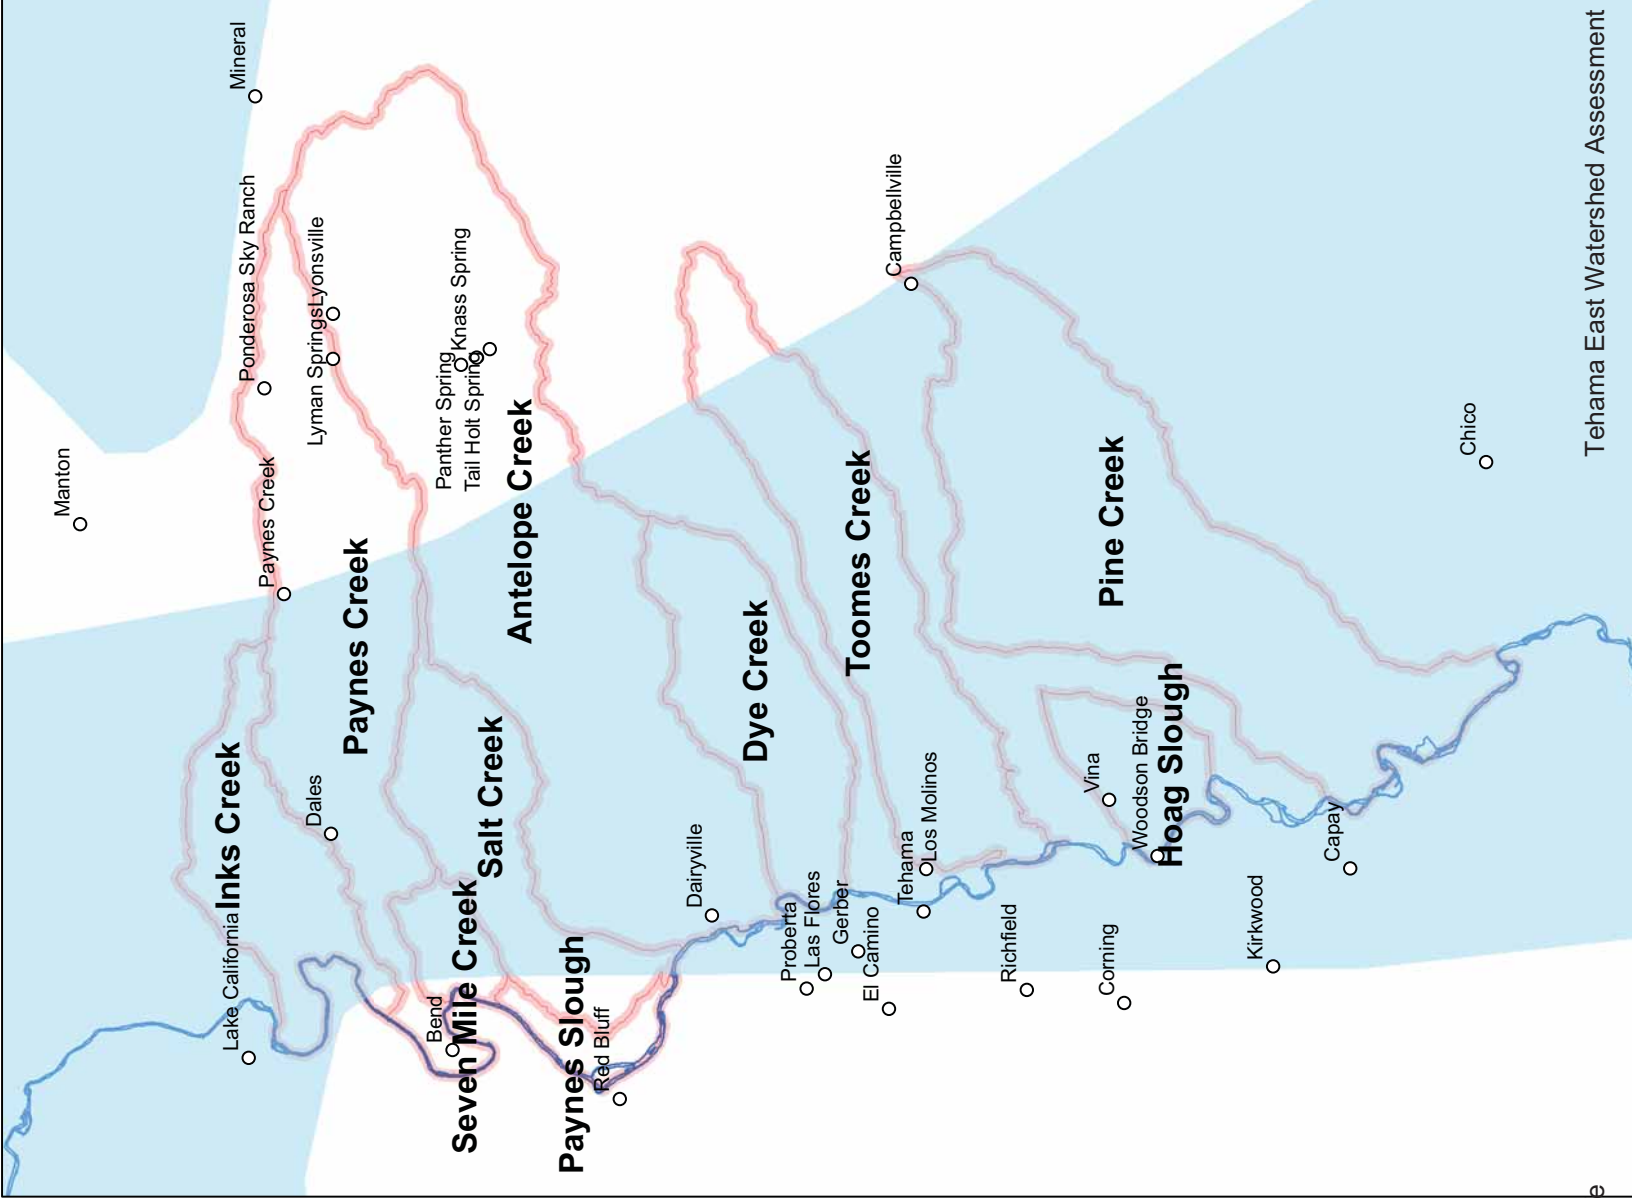 Mineral
Manton
Ponderosa Sky Ranch
Lyonsville
Lyman Springs
Paynes Creek
Knass Spring
Panther Spring
Tail Holt Spring
Campbellville
Paynes Creek
Antelope Creek
Inks Creek
Dales
Salt Creek
Lake California
Bend
Seven Mile Creek
Paynes Slough
Red Bluff
Dairyville
Dye Creek
Toomes Creek
Pine Creek
Chico
Proberta
Las Flores
Gerber
El Camino
Tehama
Los Molinos
Richfield
Corning
Vina
Woodson Bridge
Hoag Slough
Kirkwood
Capay
Tehama East Watershed Assessment
e